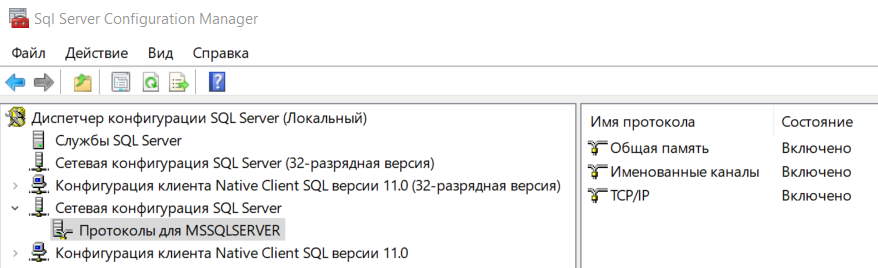 Sql Server Configuration Manager
Файл Действие Вид Справка
Диспетчер конфигурации SQL Server (Локальный)
Службы SQL Server
Сетевая конфигурация SQL Server (32-разрядная версия)
Конфигурация клиента Native Client SQL версии 11.0 (32-разрядная версия)
Сетевая конфигурация SQL Server
Протоколы для MSSQLSERVER
Конфигурация клиента Native Client SQL версии 11.0
Имя протокола Состояние
Общая память Включено
Именованные каналы Включено
TCP/IP Включено